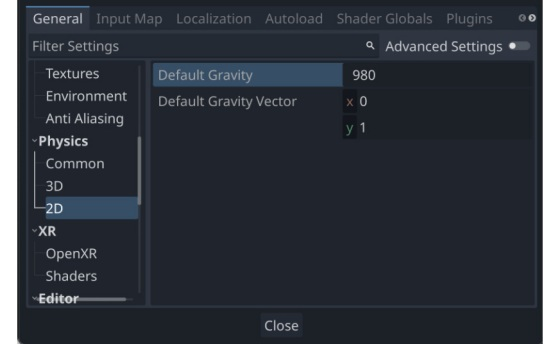 General Input Map Localization Autoload Shader Globals Plugins
Filter Settings Advanced Settings
Textures
Environment
Anti Aliasing
Physics
Common
3D
2D
XR
OpenXR
Shaders
Editor
Default Gravity 980
Default Gravity Vector x 0
y 1
Close